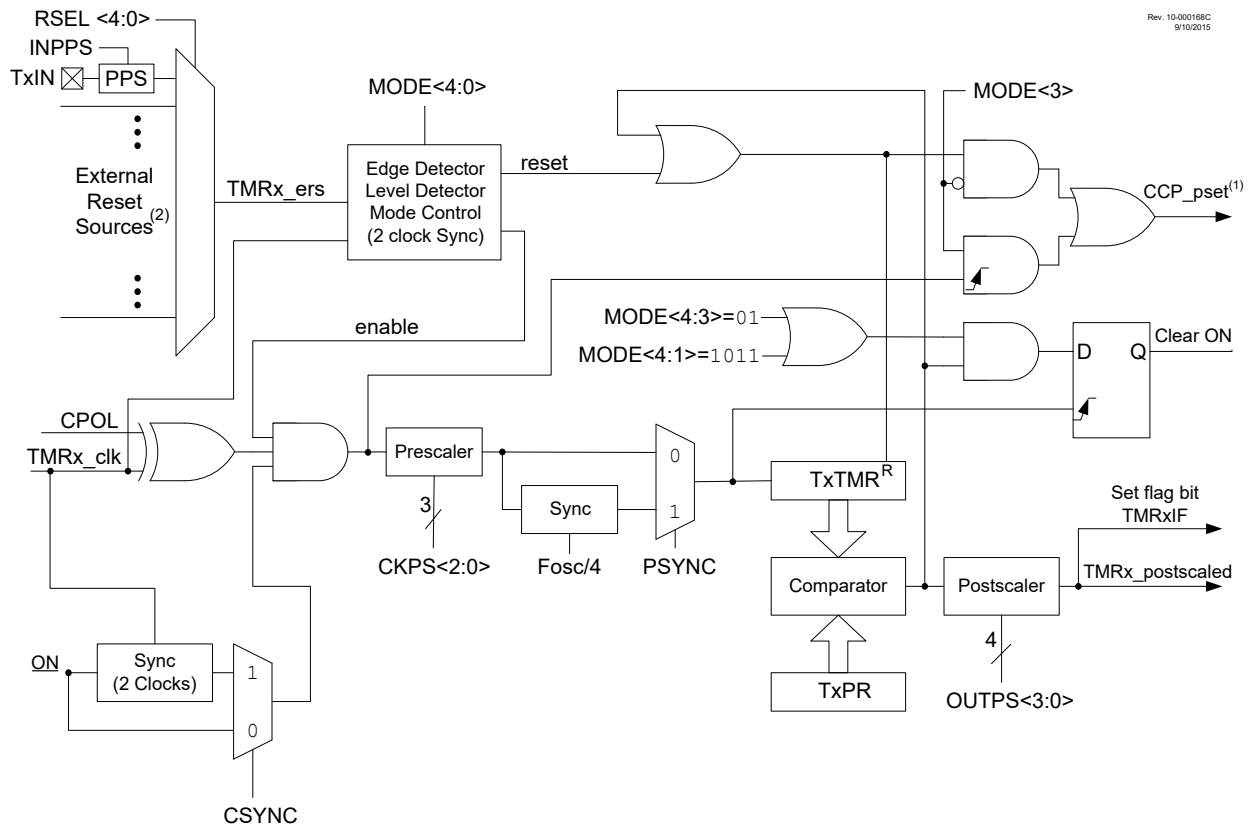 Rev. 10-000168C
9/10/2015
RSEL <4:0>
INPPS
TxIN
PPS
MODE<4:0>
MODE<3>
External
Reset
Sources(2)
TMRx_ers
Edge Detector
Level Detector
Mode Control
(2 clock Sync)
reset
CCP_pset(1)
enable
MODE<4:3>=01
MODE<4:1>=1011
D
Q
Clear ON
CPOL
TMRx_clk
Prescaler
0
1
Sync
3
CKPS<2:0>
Fosc/4
PSYNC
TxTMR
R
Set flag bit
TMRxIF
Comparator
Postscaler
TMRx_postscaled
ON
Sync
(2 Clocks)
1
0
TxPR
4
OUTPS<3:0>
CSYNC